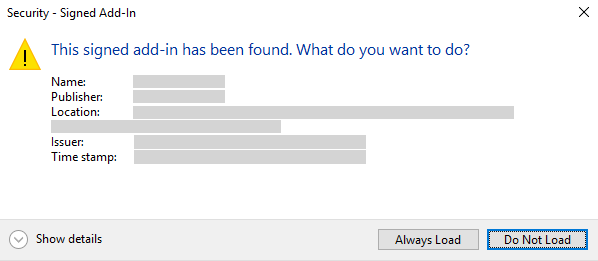 Security - Signed Add-In
This signed add-in has been found. What do you want to do?
Name:
Publisher:
Location:
Issuer:
Time stamp:
Show details
Always Load
Do Not Load